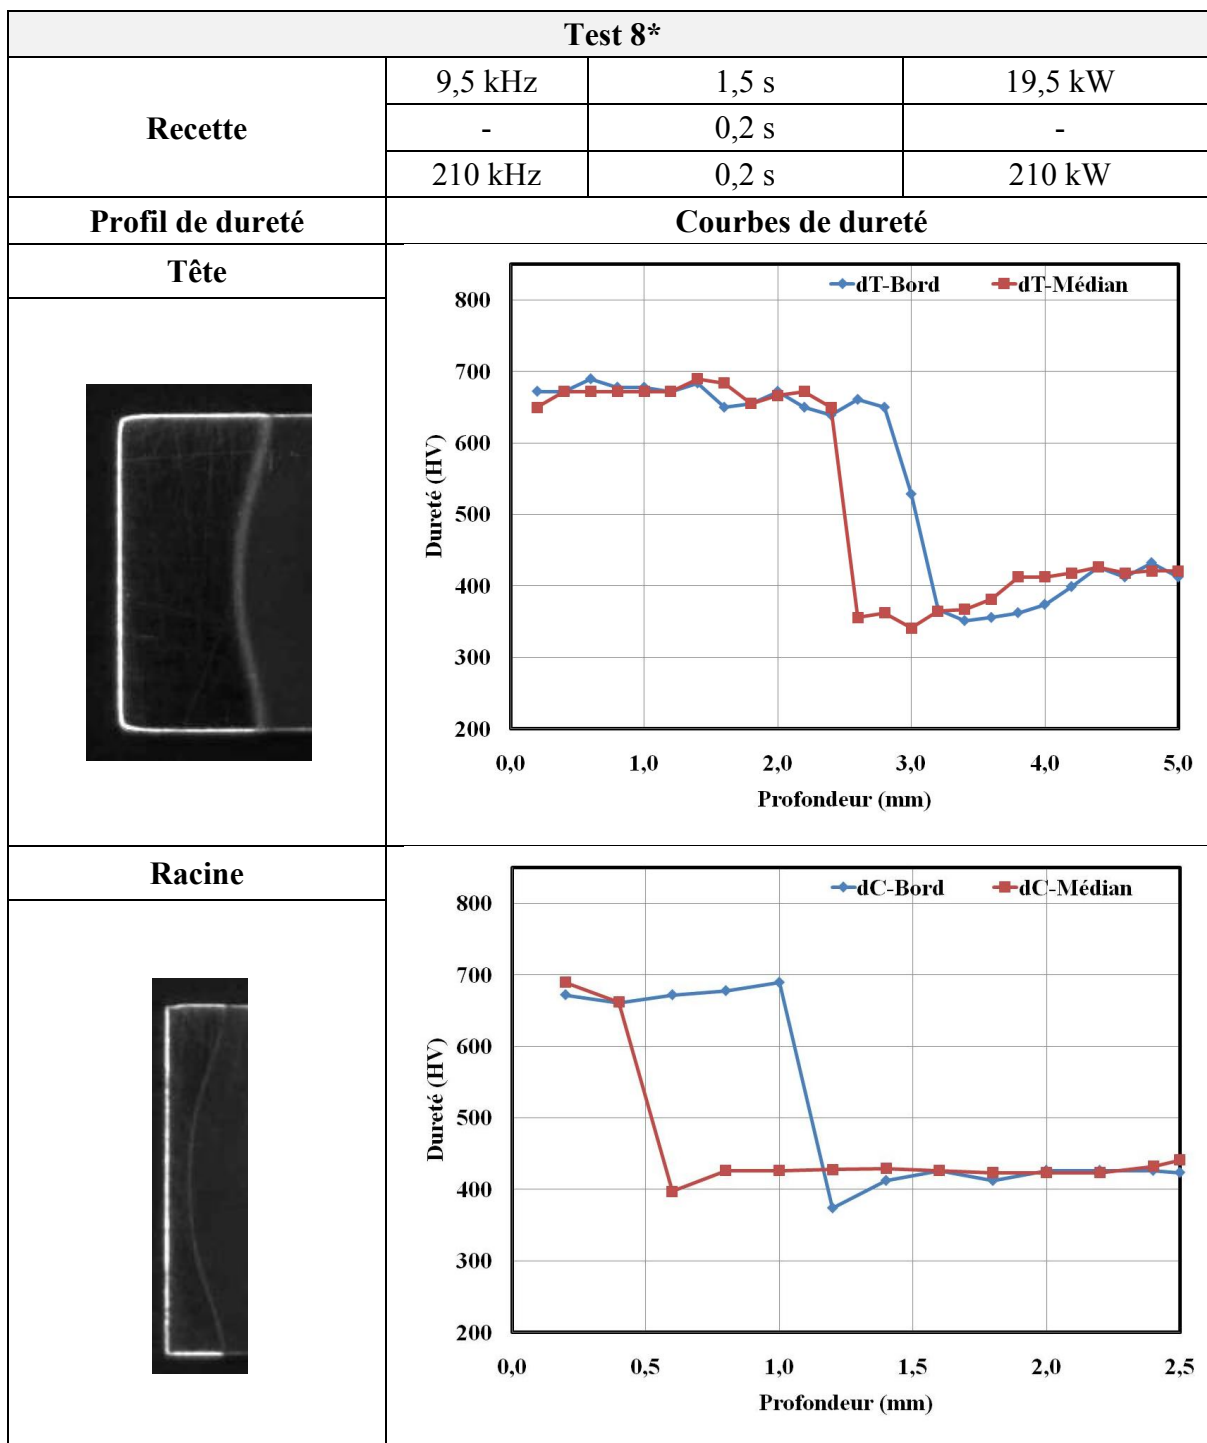 Test 8*
Recette
9,5 kHz 1,5 s 19,5 kW
- 0,2 s -
210 kHz 0,2 s 210 kW
Profil de dureté Courbes de dureté
Tête
dT-Bord dT-Médian
800
700
600
500
400
300
200
Dureté (HV)
0,0 1,0 2,0 3,0 4,0 5,0
Profondeur (mm)
Racine
dC-Bord dC-Médian
800
700
600
500
400
300
200
Dureté (HV)
0,0 0,5 1,0 1,5 2,0 2,5
Profondeur (mm)